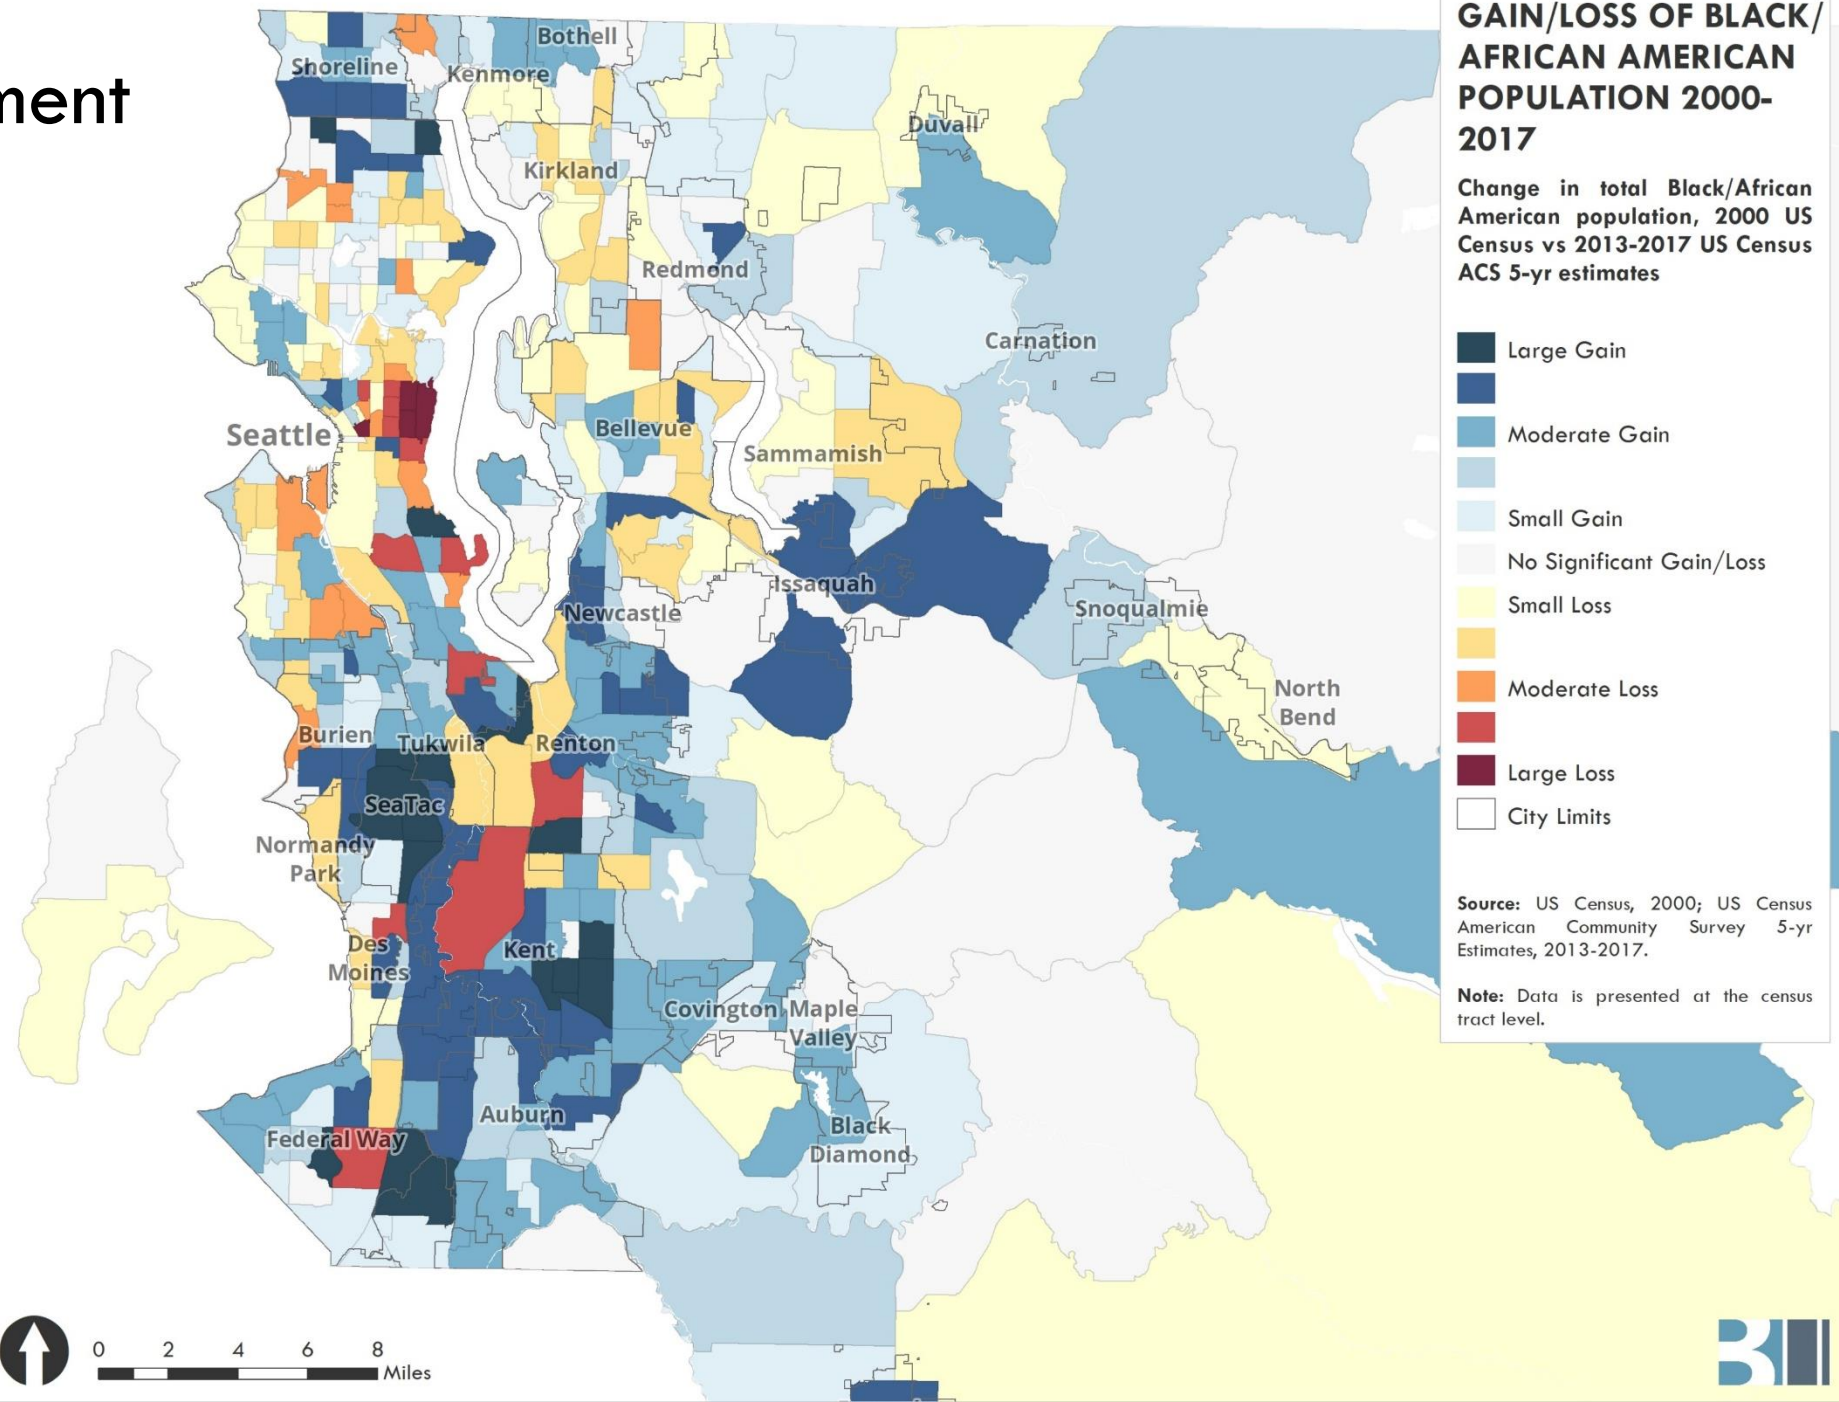 ment
GAIN/LOSS OF BLACK/
AFRICAN AMERICAN
POPULATION 2000-
2017
Change in total Black/African
American population, 2000 US
Census vs 2013-2017 US Census
ACS 5-yr estimates
Large Gain
Moderate Gain
Small Gain
No Significant Gain/Loss
Small Loss
Moderate Loss
Large Loss
City Limits
Source: US Census, 2000; US Census
American Community Survey 5-yr
Estimates, 2013-2017.
Note: Data is presented at the census
tract level.
Bothell
Shoreline
Kenmore
Duvall
Kirkland
Redmond
Carnation
Seattle
Bellevue
Sammamish
Issaquah
Newcastle
Snoqualmie
North
Bend
Burien
Tukwila
Renton
SeaTac
Normandy
Park
Des
Moines
Kent
Covington
Maple
Valley
Auburn
Black
Diamond
Federal Way
0 2 4 6 8
Miles